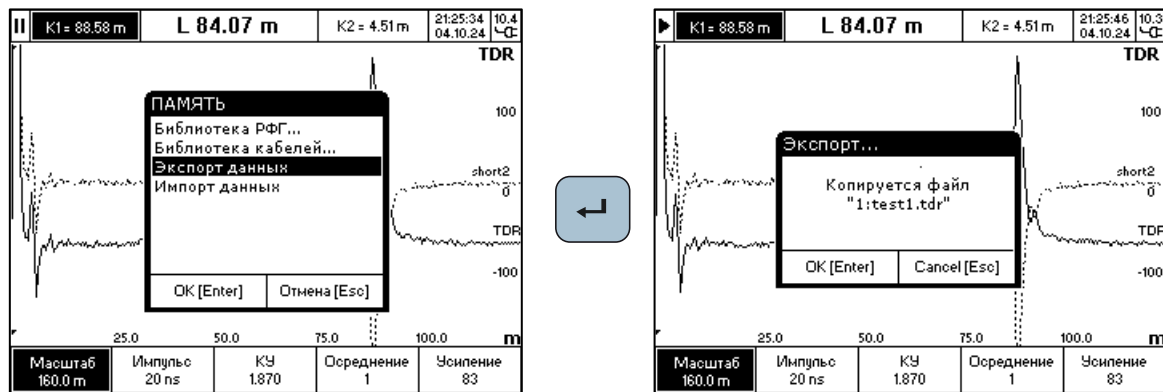 K1 = 88.58 m
L 84.07 m
K2 = 4.51 m
21:25:34
04.10.24
10.4
TDR
100
short2
0
TDR
-100
ПАМЯТЬ
Библиотека РФГ...
Библиотека кабелей...
Экспорт данных
Импорт данных
OK [Enter]
Отмена [Esc]
25.0 50.0 75.0 100.0 m
Масштаб
160.0 m
Импульс
20 ns
КУ
1.870
Осреднение
1
Усиление
83
K1 = 88.58 m
L 84.07 m
K2 = 4.51 m
21:25:46
04.10.24
10.3
TDR
100
short2
0
TDR
-100
Экспорт...
Копируется файл
"1:test1.tdr"
OK [Enter]
Cancel [Esc]
25.0 50.0 75.0 100.0 m
Масштаб
160.0 m
Импульс
20 ns
КУ
1.870
Осреднение
1
Усиление
83